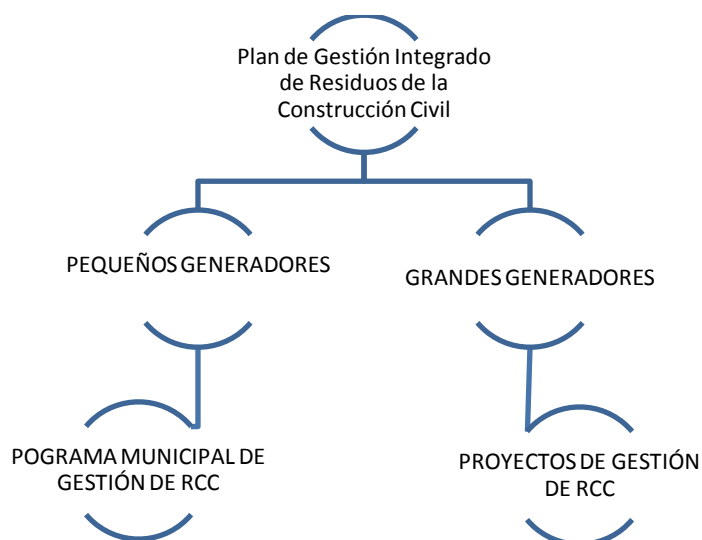 Plan de Gestión Integrado
de Residuos de la
Construcción Civil
PEQUEÑOS GENERADORES
GRANDES GENERADORES
POGRAMA MUNICIPAL DE
GESTIÓN DE RCC
PROYECTOS DE GESTIÓN
DE RCC